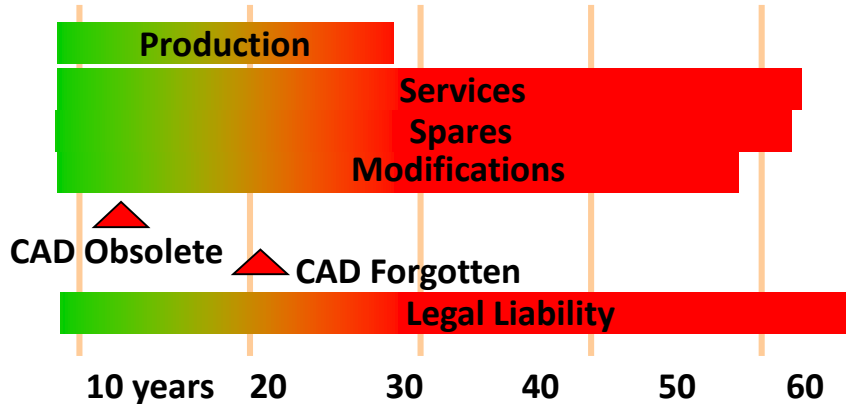 Production
Services
Spares
Modifications
CAD Obsolete
CAD Forgotten
Legal Liability
10 years 20 30 40 50 60